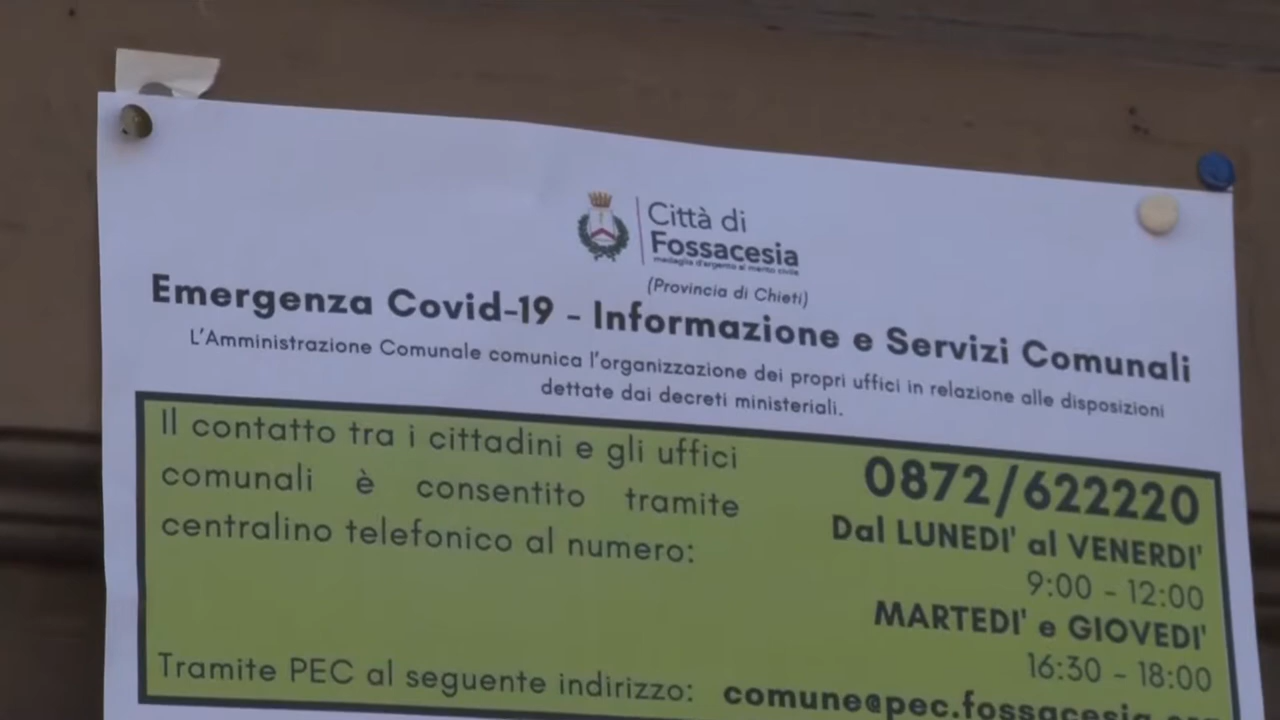 Città di
Fossacesia
medaglia d'argento al merito civile
(Provincia di Chieti)
Emergenza Covid-19 - Informazione e Servizi Comunali
L'Amministrazione Comunale comunica l'organizzazione dei propri uffici in relazione alle disposizioni
dettate dai decreti ministeriali.
Il contatto tra i cittadini e gli uffici
comunali è consentito tramite
centralino telefonico al numero:
0872/622220
Dal LUNEDI' al VENERDI'
9:00 - 12:00
MARTEDI' e GIOVEDI'
16:30 - 18:00
Tramite PEC al seguente indirizzo: comune@pec.fossacesia